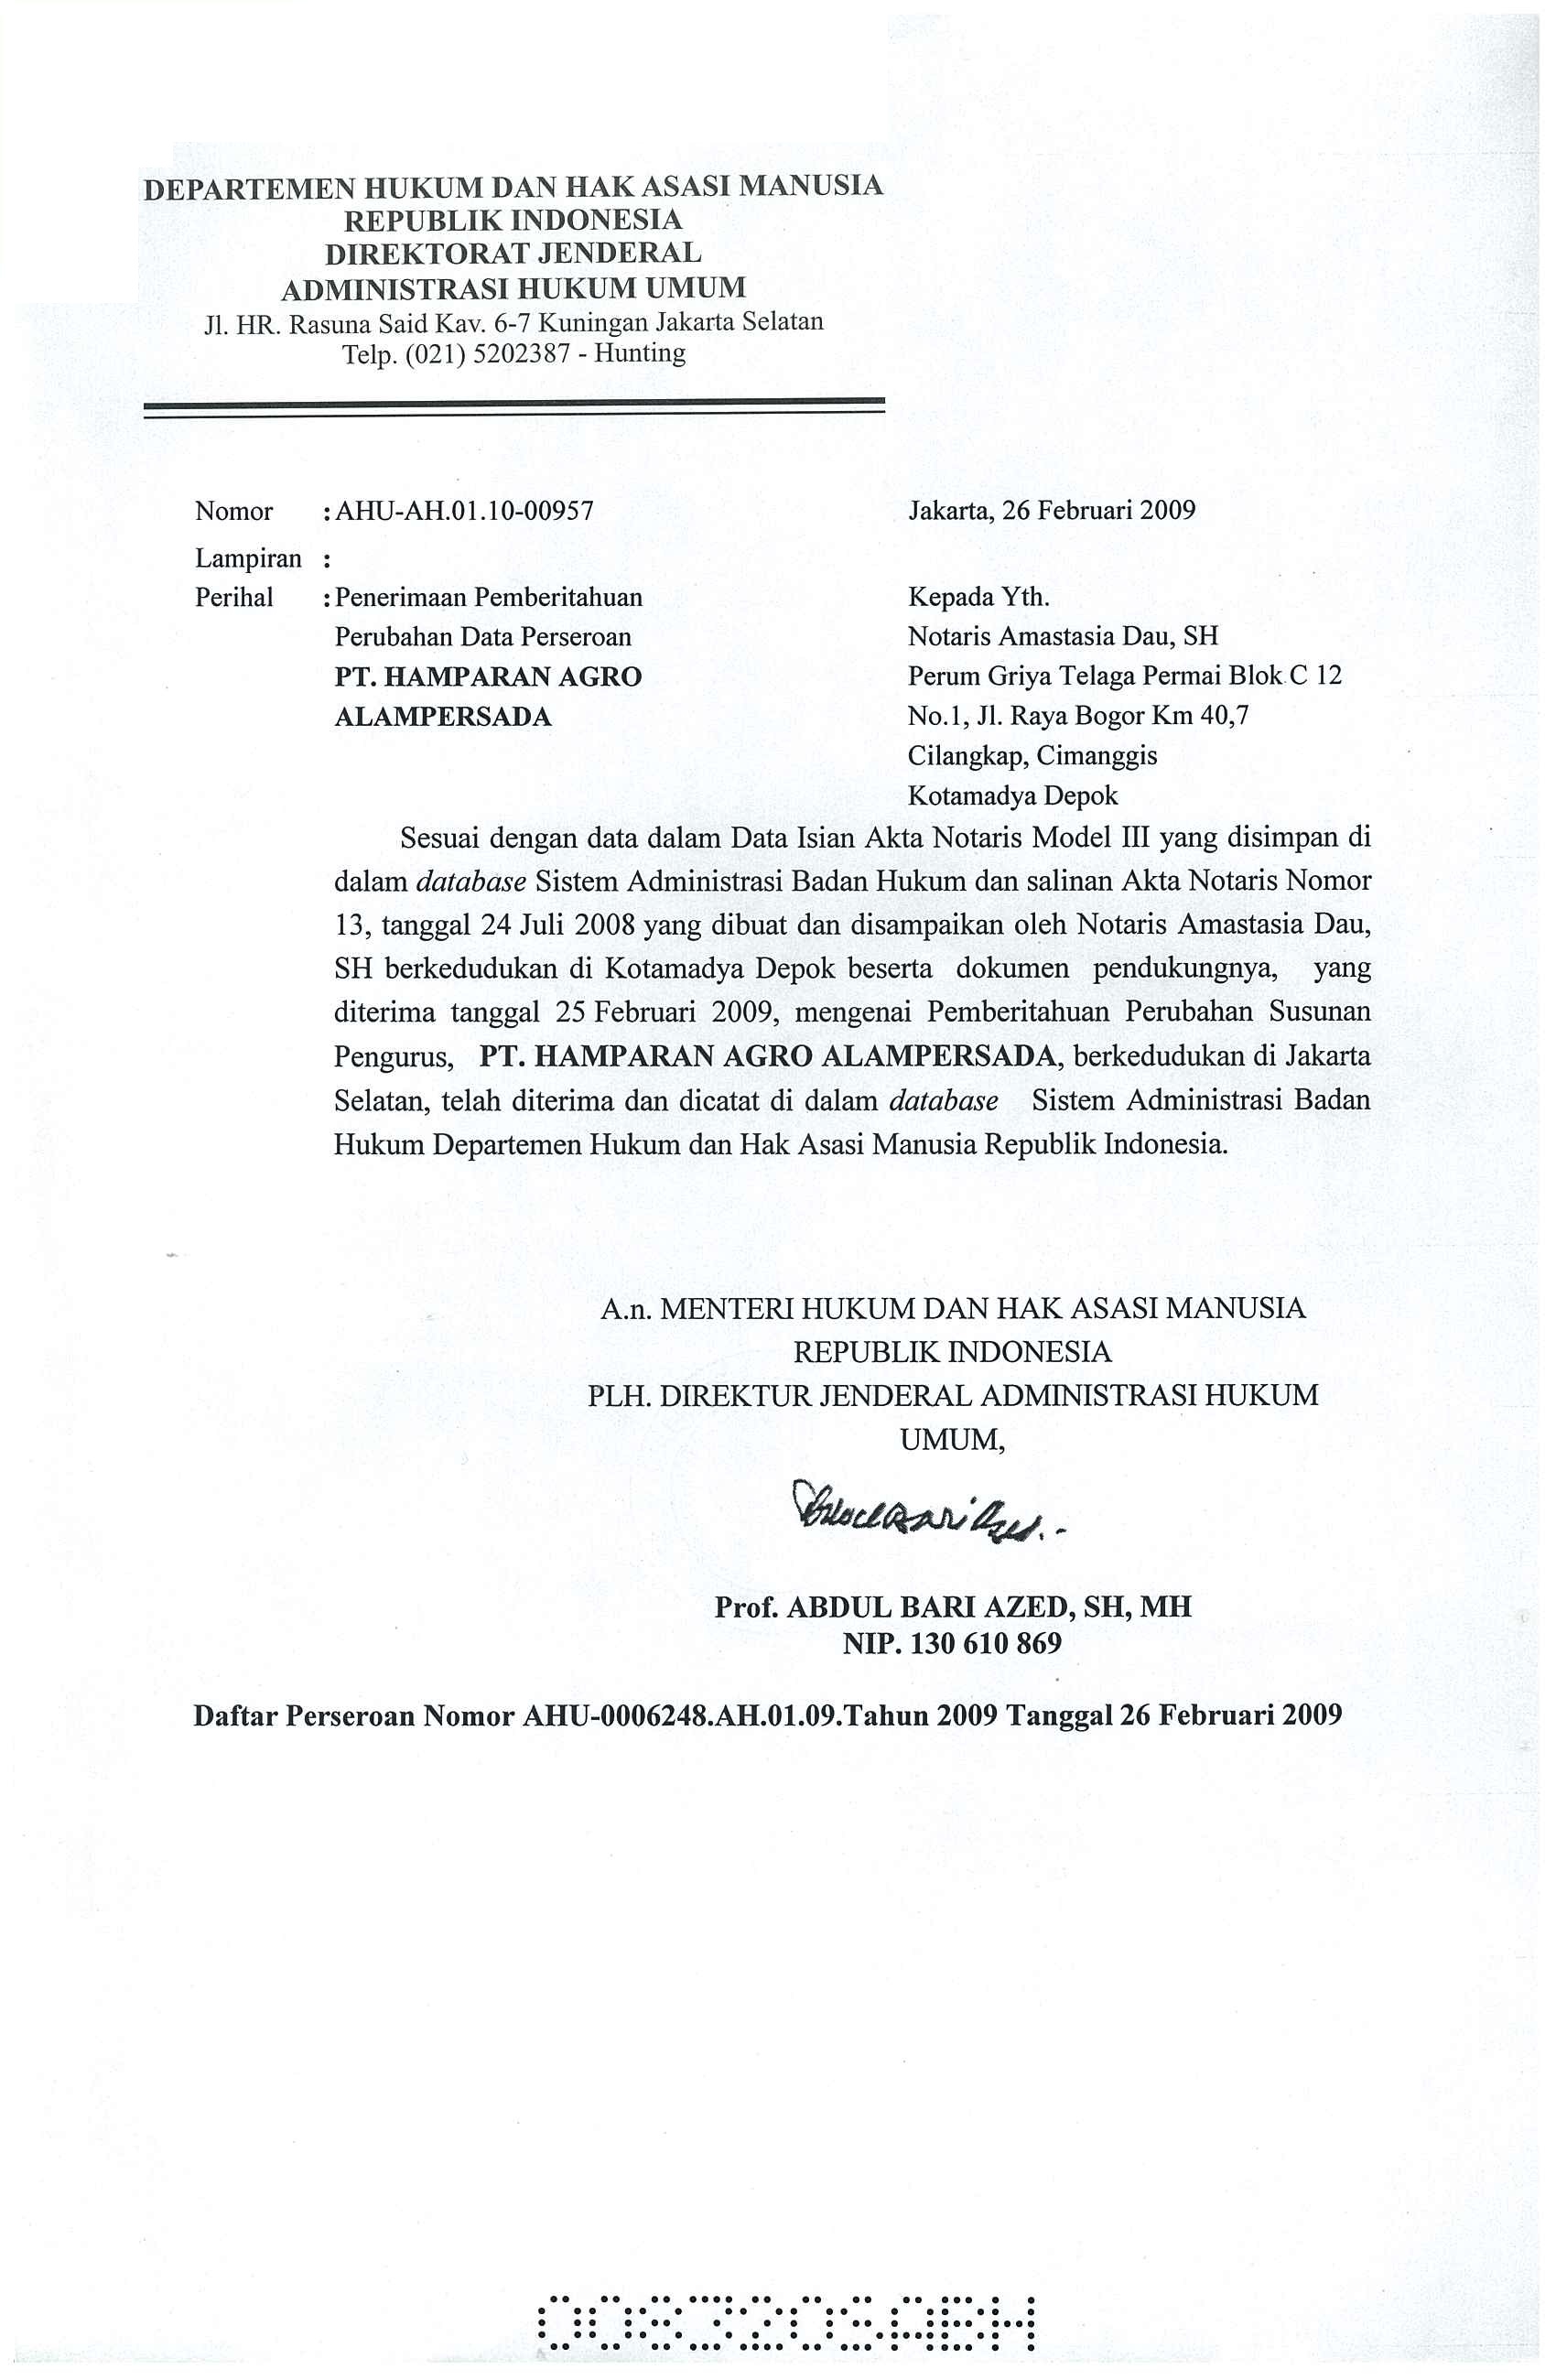 DEPARTEMEN HUKUM DAN HAK ASASI MANUSIA
REPUBLIK INDONESIA
DIREKTORAT JENDERAL
ADMINISTRASI HUKUM UMUM
Jl. HR. Rasuna Said Kav. 6-7 Kuningan Jakarta Selatan
Telp. (021) 5202387 - Hunting
Nomor : AHU-AH.01.10-00957
Jakarta, 26 Februari 2009
Lampiran :
Perihal : Penerimaan Pemberitahuan
Perubahan Data Perseroan
PT. HAMPARAN AGRO
ALAMPERSADA
Kepada Yth.
Notaris Amastasia Dau, SH
Perum Griya Telaga Permai Blok C 12
No.1, Jl. Raya Bogor Km 40,7
Cilangkap, Cimanggis
Kotamadya Depok
Sesuai dengan data dalam Data Isian Akta Notaris Model III yang disimpan di
dalam database Sistem Administrasi Badan Hukum dan salinan Akta Notaris Nomor
13, tanggal 24 Juli 2008 yang dibuat dan disampaikan oleh Notaris Amastasia Dau,
SH berkedudukan di Kotamadya Depok beserta dokumen pendukungnya, yang
diterima tanggal 25 Februari 2009, mengenai Pemberitahuan Perubahan Susunan
Pengurus, PT. HAMPARAN AGRO ALAMPERSADA, berkedudukan di Jakarta
Selatan, telah diterima dan dicatat di dalam database Sistem Administrasi Badan
Hukum Departemen Hukum dan Hak Asasi Manusia Republik Indonesia.
A.n. MENTERI HUKUM DAN HAK ASASI MANUSIA
REPUBLIK INDONESIA
PLH. DIREKTUR JENDERAL ADMINISTRASI HUKUM
UMUM,
Prof. ABDUL BARI AZED, SH, MH
NIP. 130 610 869
Daftar Perseroan Nomor AHU-0006248.AH.01.09.Tahun 2009 Tanggal 26 Februari 2009